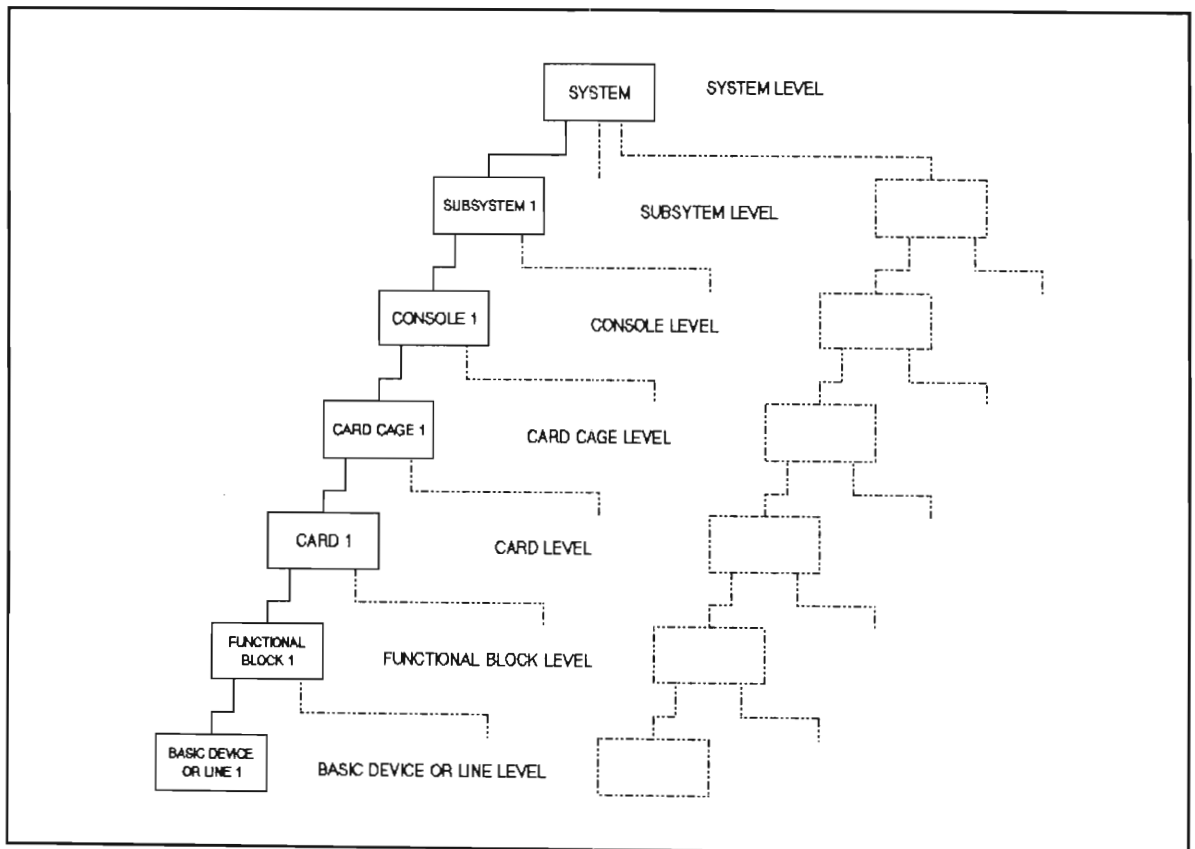 SYSTEM
SYSTEM LEVEL
SUBSYSTEM 1
SUBSYTEM LEVEL
CONSOLE 1
CONSOLE LEVEL
CARD CAGE 1
CARD CAGE LEVEL
CARD 1
CARD LEVEL
FUNCTIONAL
BLOCK 1
FUNCTIONAL BLOCK LEVEL
BASIC DEVICE
OR LINE 1
BASIC DEVICE OR LINE LEVEL